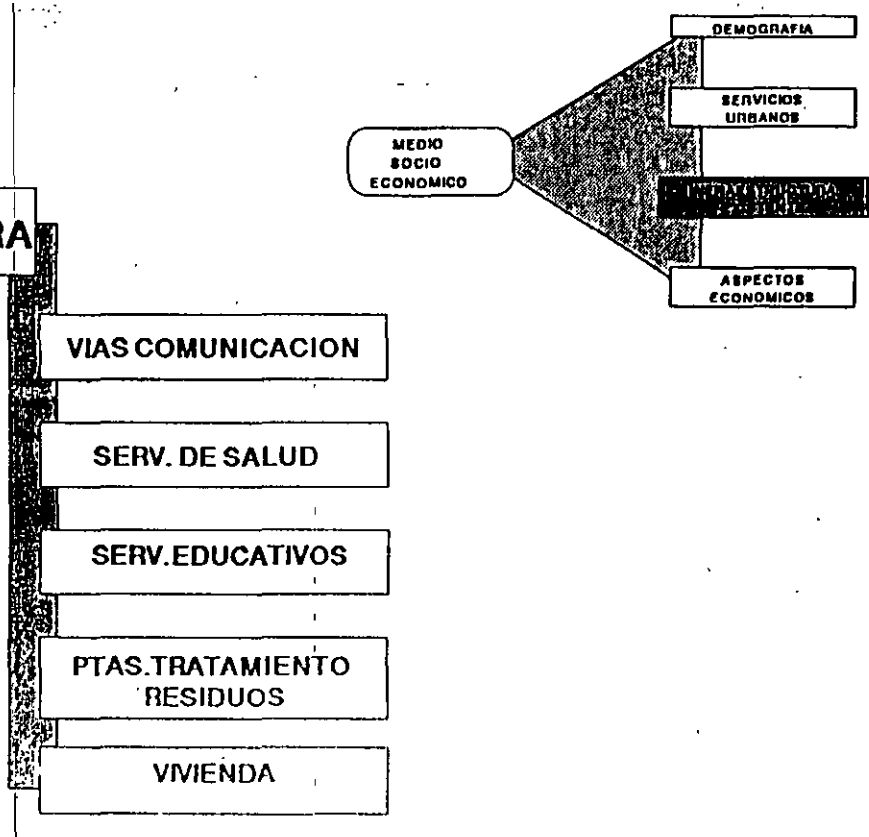 DEMOGRAFIA
SERVICIOS
URBANOS
MEDIO
SOCIO
ECONOMICO
ASPECTOS
ECONOMICOS
RA
VIAS COMUNICACION
SERV. DE SALUD
SERV.EDUCATIVOS
PTAS.TRATAMIENTO
RESIDUOS
VIVIENDA